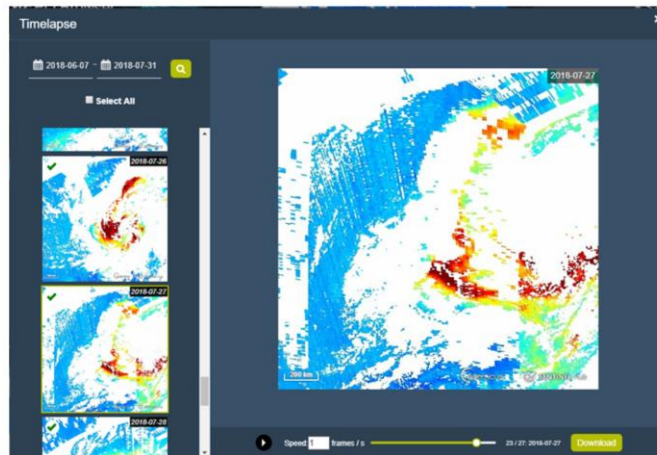 Timelapse
2018-06-07 - 2018-07-31
Select All
2018-07-26
2018-07-27
2018-07-28
2018-07-27
200 km
Speed: 1 frames / s
23 / 27: 2018-07-27
Download